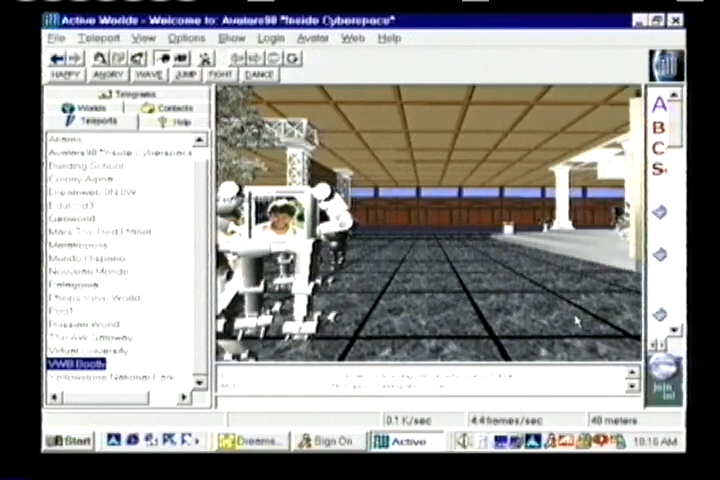 Active Worlds - Welcome to: Avatars98 "Inside Cyberspace"
File Teleport View Options Show Login Avatar Web Help
HAPPY ANGRY WAVE JUMP FIGHT DANCE
Telegrams
Worlds Contacts
Teleports Help
Avatars98 "Inside Cyberspace
Building School
Colony Alpha
Geoworld
Mars The Red Planet
Metatropolis
Mundo Hispano
Nouveau Monde
Patagonia
Russian World
The AW Gateway
Virtual University
VWB Booth
Yellowstone National Park
A
B
C
S
Join
in!
0.1 K/sec 4.4 frames/sec 40 meters
Start Dreams... Sign On Active 10:16 AM